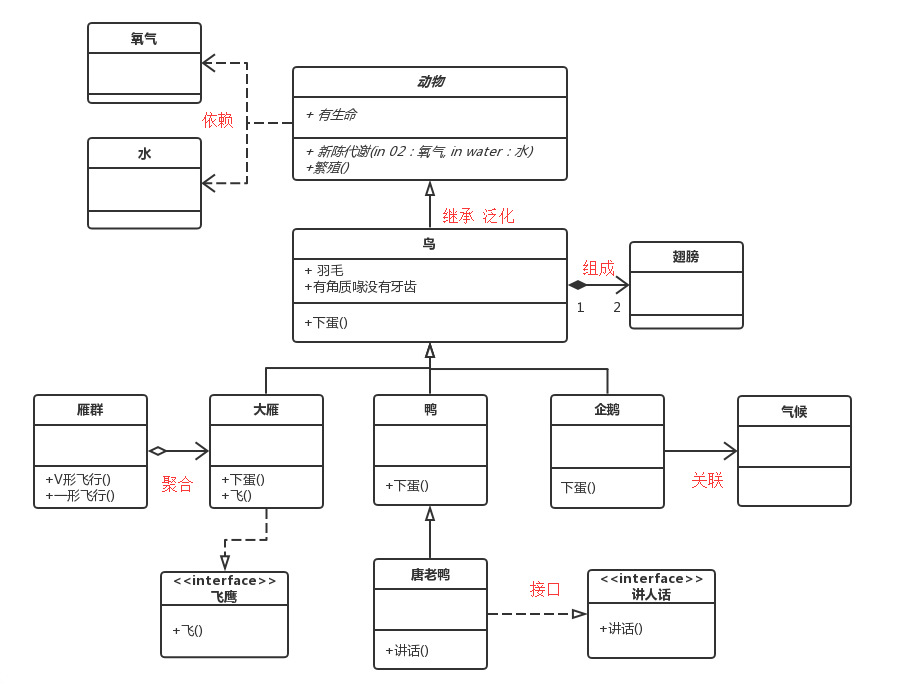 氧气
动物
+ 有生命
依赖
水
+ 新陈代谢(in 02 : 氧气, in water : 水)
+繁殖()
继承 泛化
鸟
翅膀
+ 羽毛
组成
+有角质喙没有牙齿
1
2
+下蛋()
雁群
大雁
鸭
企鹅
气候
+V形飞行()
+一形飞行()
聚合
+下蛋()
+飞()
+下蛋()
下蛋()
关联
<<interface>>
飞鹰
+飞()
唐老鸭
+讲话()
接口
<<interface>>
讲人话
+讲话()